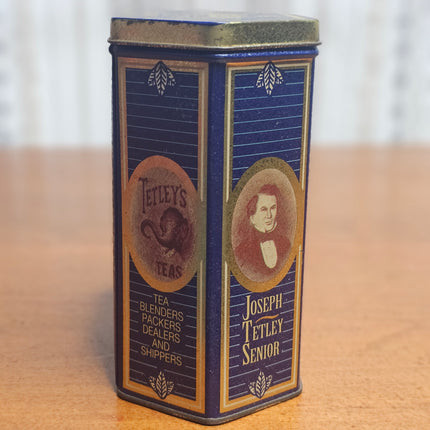 TETLEY'S
TEAS
TEA
BLENDERS
PACKERS
DEALERS
AND
SHIPPERS
JOSEPH
TETLEY
SENIOR